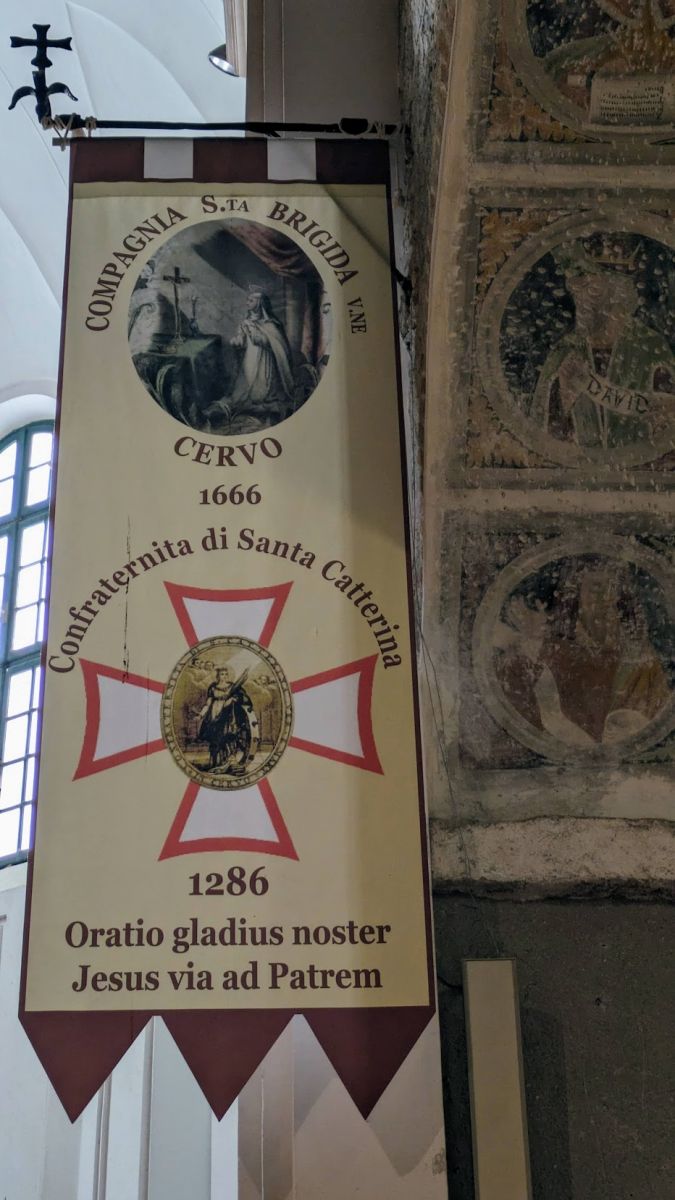 COMPAGNIA S.TA BRIGIDA V.NE
CERVO
1666
Confraternita di Santa Catterina
1286
Oratio gladius noster
Jesus via ad Patrem
DAVID